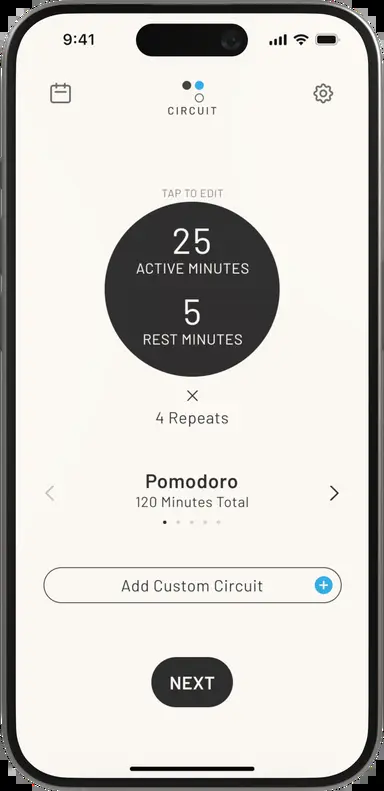 9:41
CIRCUIT
TAP TO EDIT
25
ACTIVE MINUTES
5
REST MINUTES
×
4 Repeats
Pomodoro
120 Minutes Total
Add Custom Circuit
NEXT